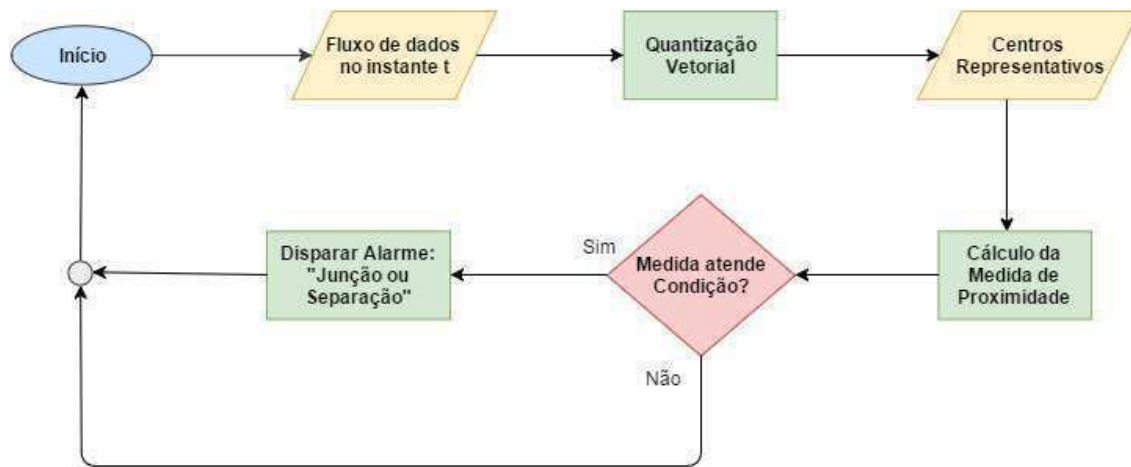 Início
Fluxo de dados
no instante t
Quantização
Vetorial
Centros
Representativos
Cálculo da
Medida de
Proximidade
Medida atende
Condição?
Sim
Disparar Alarme:
"Junção ou
Separação"
Não